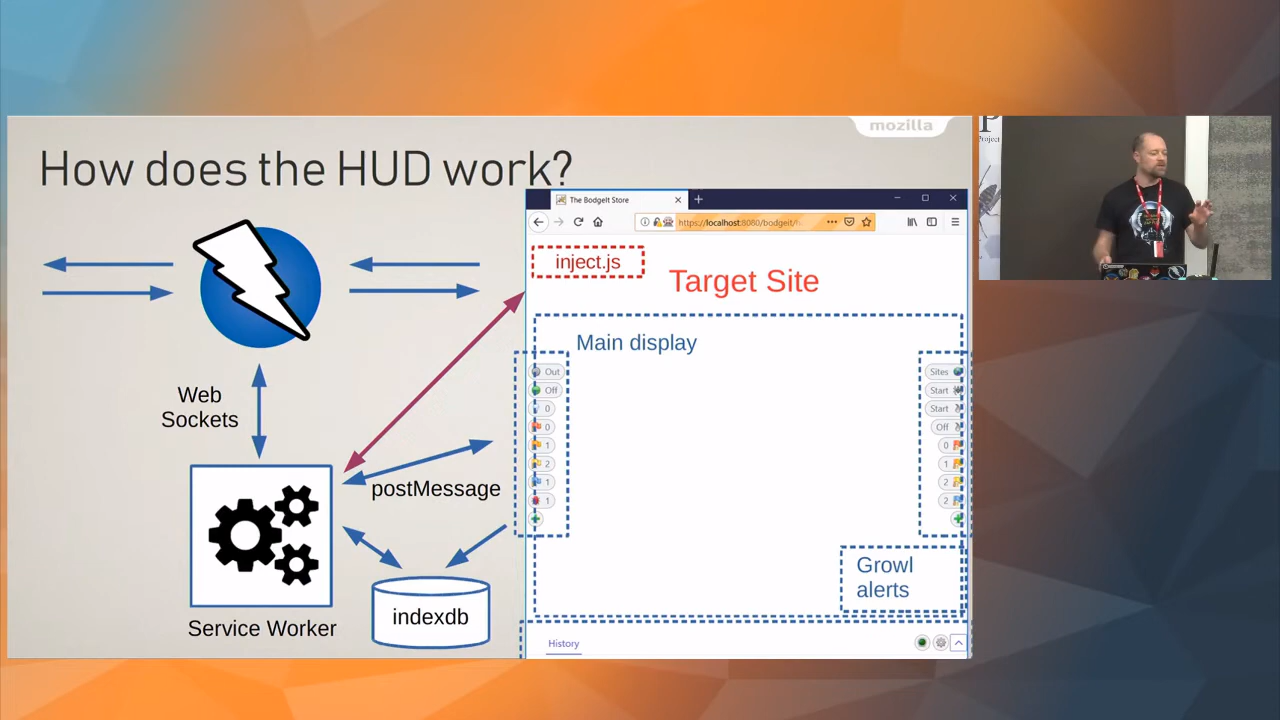 mozilla
How does the HUD work?
The BodgeIt Store
https://localhost:8080/bodgeit/
inject.js
Target Site
Main display
Web
Sockets
Out
Off
0
0
1
2
1
1
Sites
Start
Start
Off
0
1
2
2
postMessage
Growl
alerts
indexdb
Service Worker
History
P
Project